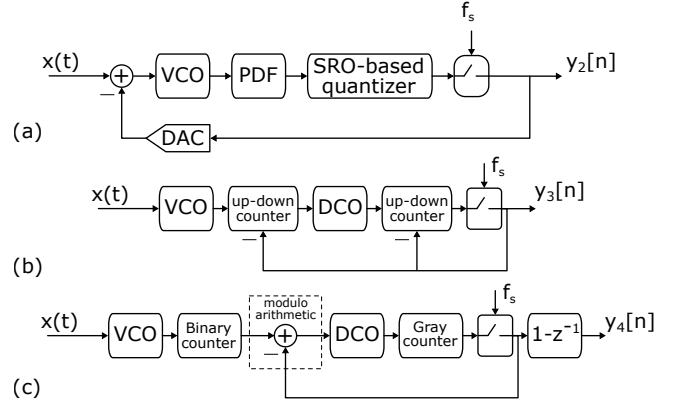 f_s
x(t)
VCO
PDF
SRO-based
quantizer
y_2[n]
DAC
(a)
f_s
x(t)
VCO
up-down
counter
DCO
up-down
counter
y_3[n]
(b)
modulo
arithmetic
f_s
x(t)
VCO
Binary
counter
DCO
Gray
counter
1-z^{-1}
y_4[n]
(c)